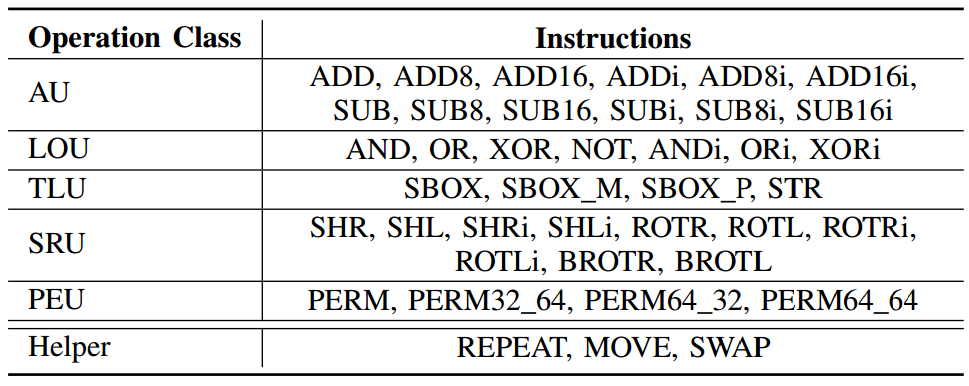 Operation Class Instructions
AU ADD, ADD8, ADD16, ADDi, ADD8i, ADD16i,
SUB, SUB8, SUB16, SUBi, SUB8i, SUB16i
LOU AND, OR, XOR, NOT, ANDi, ORi, XORi
TLU SBOX, SBOX_M, SBOX_P, STR
SRU SHR, SHL, SHRi, SHLi, ROTR, ROTL, ROTRi,
ROTLi, BROTR, BROTL
PEU PERM, PERM32_64, PERM64_32, PERM64_64
Helper REPEAT, MOVE, SWAP